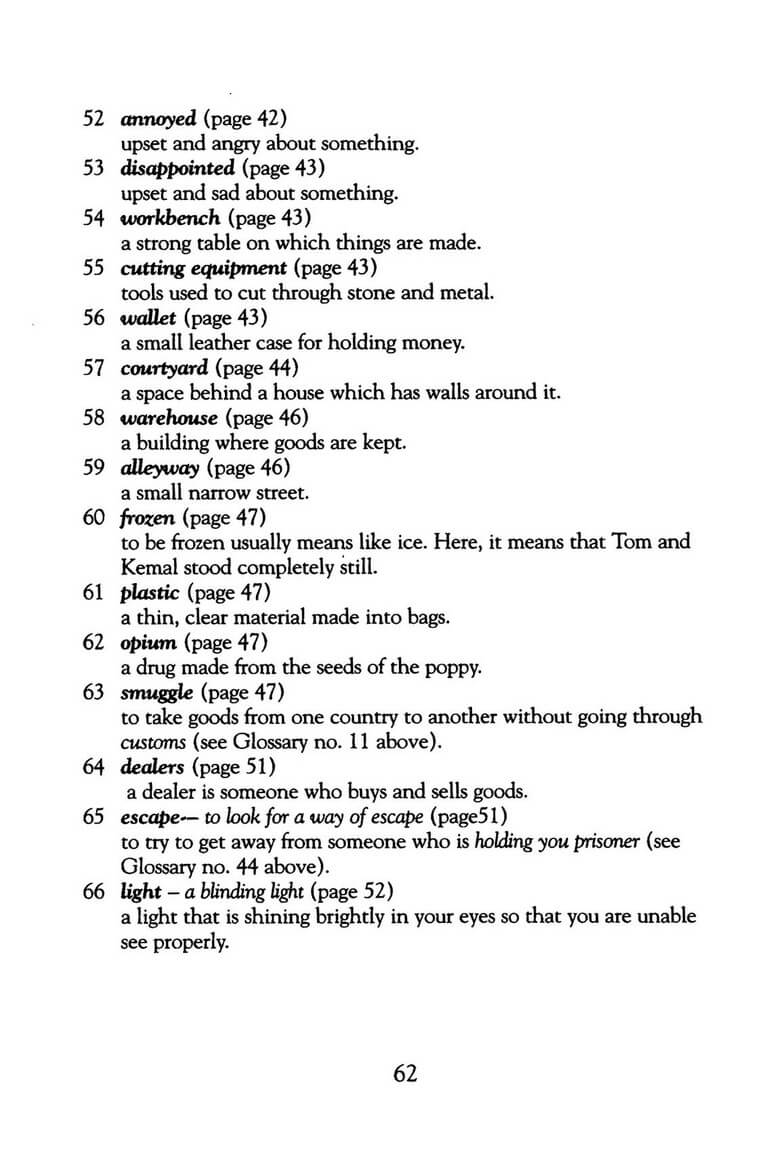 52 annoyed (page 42)
upset and angry about something.
53 disappointed (page 43)
upset and sad about something.
54 workbench (page 43)
a strong table on which things are made.
55 cutting equipment (page 43)
tools used to cut through stone and metal.
56 wallet (page 43)
a small leather case for holding money.
57 courtyard (page 44)
a space behind a house which has walls around it.
58 warehouse (page 46)
a building where goods are kept.
59 alleyway (page 46)
a small narrow street.
60 frozen (page 47)
to be frozen usually means like ice. Here, it means that Tom and
Kemal stood completely still.
61 plastic (page 47)
a thin, clear material made into bags.
62 opium (page 47)
a drug made from the seeds of the poppy.
63 smuggle (page 47)
to take goods from one country to another without going through
customs (see Glossary no. 11 above).
64 dealers (page 51)
a dealer is someone who buys and sells goods.
65 escape— to look for a way of escape (page51)
to try to get away from someone who is holding you prisoner (see
Glossary no. 44 above).
66 light – a blinding light (page 52)
a light that is shining brightly in your eyes so that you are unable
see properly.
62